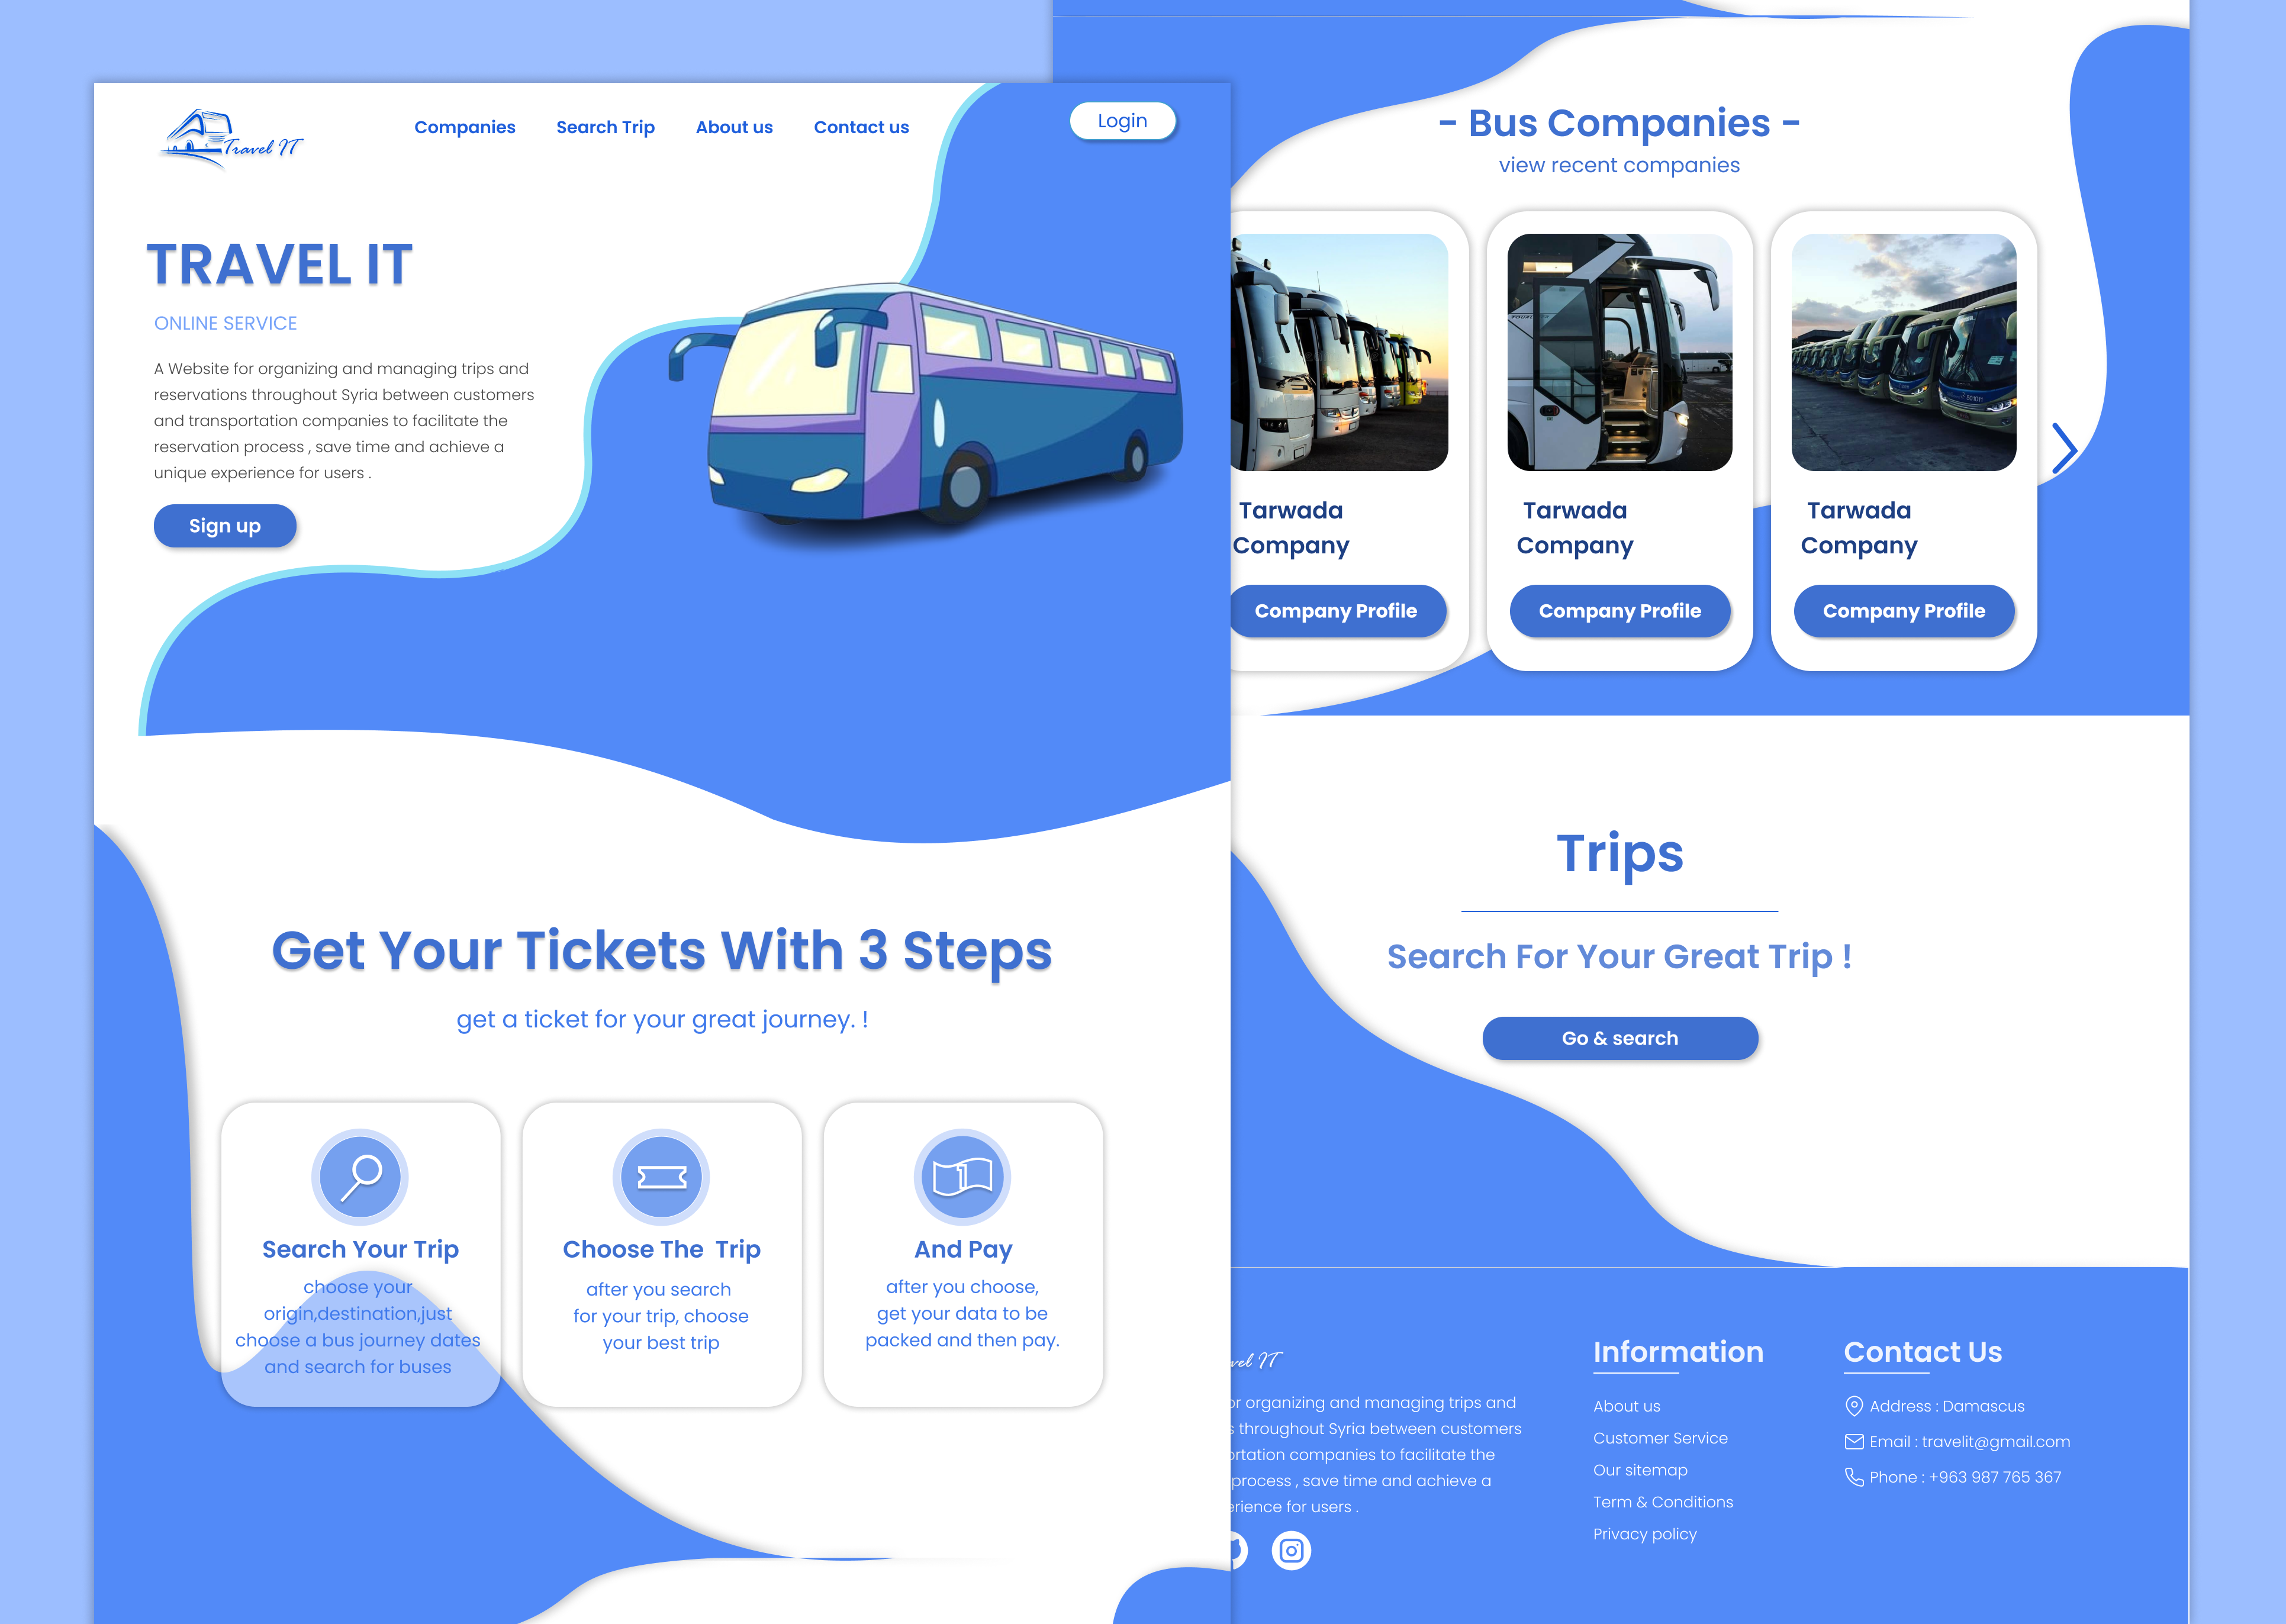 Travel IT
Companies
Search Trip
About us
Contact us
Login
TRAVEL IT
ONLINE SERVICE
A Website for organizing and managing trips and
reservations throughout Syria between customers
and transportation companies to facilitate the
reservation process , save time and achieve a
unique experience for users .
Sign up
Get Your Tickets With 3 Steps
get a ticket for your great journey. !
Search Your Trip
choose your
origin,destination,just
choose a bus journey dates
and search for buses
Choose The  Trip
after you search
for your trip, choose
your best trip
1
And Pay
after you choose,
get your data to be
packed and then pay.
- Bus Companies -
view recent companies
Tarwada
Company
Company Profile
Tarwada
Company
Company Profile
Tarwada
Company
Company Profile
Trips
Search For Your Great Trip !
Go & search
vel IT
or organizing and managing trips and
s throughout Syria between customers
ortation companies to facilitate the
process , save time and achieve a
erience for users .
Information
About us
Customer Service
Our sitemap
Term & Conditions
Privacy policy
Contact Us
Address : Damascus
Email : travelit@gmail.com
Phone : +963 987 765 367